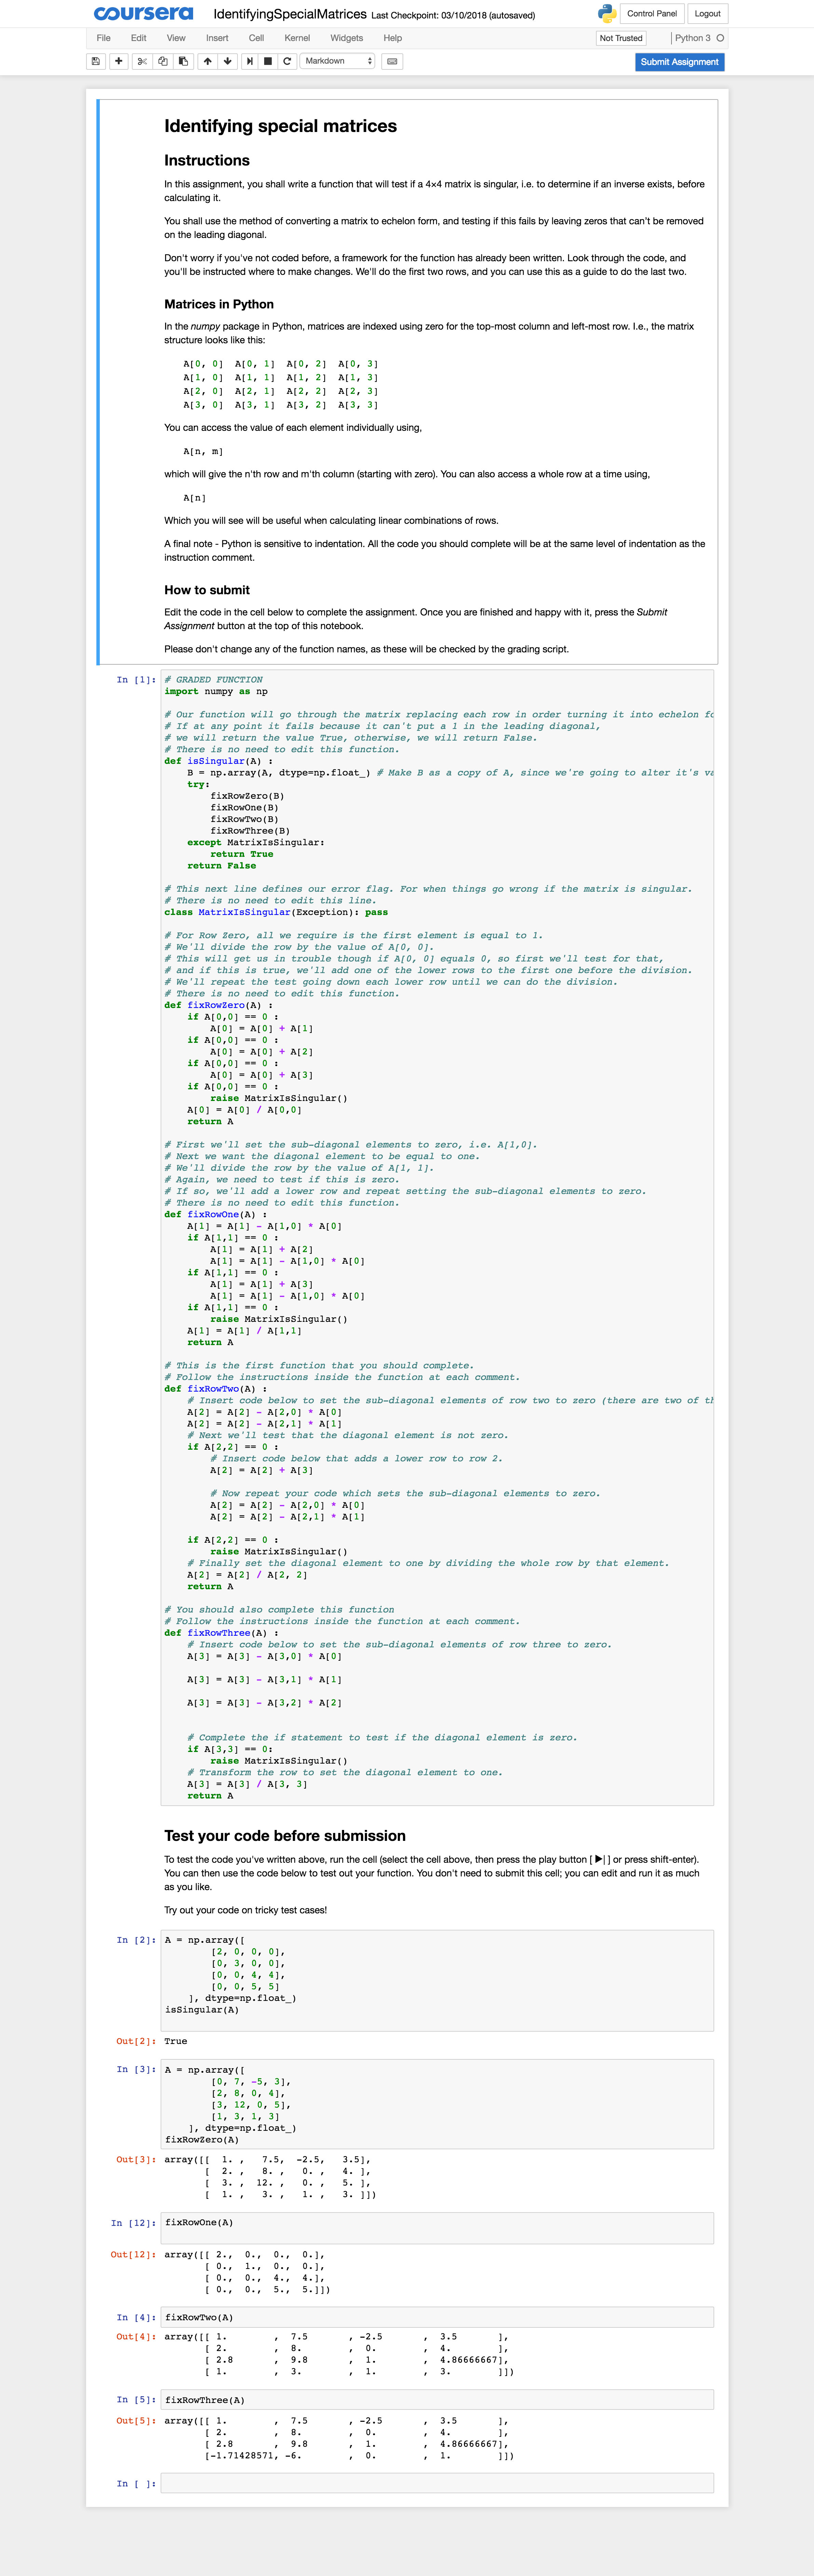 coursera IdentifyingSpecialMatrices Last Checkpoint: 03/10/2018 (autosaved) Control Panel Logout
File Edit View Insert Cell Kernel Widgets Help Not Trusted Python 3
Markdown Submit Assignment
Identifying special matrices
Instructions
In this assignment, you shall write a function that will test if a 4×4 matrix is singular, i.e. to determine if an inverse exists, before
calculating it.
You shall use the method of converting a matrix to echelon form, and testing if this fails by leaving zeros that can't be removed
on the leading diagonal.
Don't worry if you've not coded before, a framework for the function has already been written. Look through the code, and
you'll be instructed where to make changes. We'll do the first two rows, and you can use this as a guide to do the last two.
Matrices in Python
In the numpy package in Python, matrices are indexed using zero for the top-most column and left-most row. I.e., the matrix
structure looks like this:
A[0, 0] A[0, 1] A[0, 2] A[0, 3]
A[1, 0] A[1, 1] A[1, 2] A[1, 3]
A[2, 0] A[2, 1] A[2, 2] A[2, 3]
A[3, 0] A[3, 1] A[3, 2] A[3, 3]
You can access the value of each element individually using,
A[n, m]
which will give the n'th row and m'th column (starting with zero). You can also access a whole row at a time using,
A[n]
Which you will see will be useful when calculating linear combinations of rows.
A final note - Python is sensitive to indentation. All the code you should complete will be at the same level of indentation as the
instruction comment.
How to submit
Edit the code in the cell below to complete the assignment. Once you are finished and happy with it, press the Submit
Assignment button at the top of this notebook.
Please don't change any of the function names, as these will be checked by the grading script.
In [1]: # GRADED FUNCTION
import numpy as np
# Our function will go through the matrix replacing each row in order turning it into echelon fo
# If at any point it fails because it can't put a 1 in the leading diagonal,
# we will return the value True, otherwise, we will return False.
# There is no need to edit this function.
def isSingular(A) :
    B = np.array(A, dtype=np.float_) # Make B as a copy of A, since we're going to alter it's va
    try:
        fixRowZero(B)
        fixRowOne(B)
        fixRowTwo(B)
        fixRowThree(B)
    except MatrixIsSingular:
        return True
    return False
# This next line defines our error flag. For when things go wrong if the matrix is singular.
# There is no need to edit this line.
class MatrixIsSingular(Exception): pass
# For Row Zero, all we require is the first element is equal to 1.
# We'll divide the row by the value of A[0, 0].
# This will get us in trouble though if A[0, 0] equals 0, so first we'll test for that,
# and if this is true, we'll add one of the lower rows to the first one before the division.
# We'll repeat the test going down each lower row until we can do the division.
# There is no need to edit this function.
def fixRowZero(A) :
    if A[0,0] == 0 :
        A[0] = A[0] + A[1]
    if A[0,0] == 0 :
        A[0] = A[0] + A[2]
    if A[0,0] == 0 :
        A[0] = A[0] + A[3]
    if A[0,0] == 0 :
        raise MatrixIsSingular()
    A[0] = A[0] / A[0,0]
    return A
# First we'll set the sub-diagonal elements to zero, i.e. A[1,0].
# Next we want the diagonal element to be equal to one.
# We'll divide the row by the value of A[1, 1].
# Again, we need to test if this is zero.
# If so, we'll add a lower row and repeat setting the sub-diagonal elements to zero.
# There is no need to edit this function.
def fixRowOne(A) :
    A[1] = A[1] - A[1,0] * A[0]
    if A[1,1] == 0 :
        A[1] = A[1] + A[2]
        A[1] = A[1] - A[1,0] * A[0]
    if A[1,1] == 0 :
        A[1] = A[1] + A[3]
        A[1] = A[1] - A[1,0] * A[0]
    if A[1,1] == 0 :
        raise MatrixIsSingular()
    A[1] = A[1] / A[1,1]
    return A
# This is the first function that you should complete.
# Follow the instructions inside the function at each comment.
def fixRowTwo(A) :
    # Insert code below to set the sub-diagonal elements of row two to zero (there are two of th
    A[2] = A[2] - A[2,0] * A[0]
    A[2] = A[2] - A[2,1] * A[1]
    # Next we'll test that the diagonal element is not zero.
    if A[2,2] == 0 :
        # Insert code below that adds a lower row to row 2.
        A[2] = A[2] + A[3]
        # Now repeat your code which sets the sub-diagonal elements to zero.
        A[2] = A[2] - A[2,0] * A[0]
        A[2] = A[2] - A[2,1] * A[1]
    if A[2,2] == 0 :
        raise MatrixIsSingular()
    # Finally set the diagonal element to one by dividing the whole row by that element.
    A[2] = A[2] / A[2, 2]
    return A
# You should also complete this function
# Follow the instructions inside the function at each comment.
def fixRowThree(A) :
    # Insert code below to set the sub-diagonal elements of row three to zero.
    A[3] = A[3] - A[3,0] * A[0]
    A[3] = A[3] - A[3,1] * A[1]
    A[3] = A[3] - A[3,2] * A[2]
    # Complete the if statement to test if the diagonal element is zero.
    if A[3,3] == 0:
        raise MatrixIsSingular()
    # Transform the row to set the diagonal element to one.
    A[3] = A[3] / A[3, 3]
    return A
Test your code before submission
To test the code you've written above, run the cell (select the cell above, then press the play button [ ▶| ] or press shift-enter).
You can then use the code below to test out your function. You don't need to submit this cell; you can edit and run it as much
as you like.
Try out your code on tricky test cases!
In [2]: A = np.array([
        [2, 0, 0, 0],
        [0, 3, 0, 0],
        [0, 0, 4, 4],
        [0, 0, 5, 5]
    ], dtype=np.float_)
isSingular(A)
Out[2]: True
In [3]: A = np.array([
        [0, 7, -5, 3],
        [2, 8, 0, 4],
        [3, 12, 0, 5],
        [1, 3, 1, 3]
    ], dtype=np.float_)
fixRowZero(A)
Out[3]: array([[ 1. , 7.5, -2.5, 3.5],
[ 2. , 8. , 0. , 4. ],
[ 3. , 12. , 0. , 5. ],
[ 1. , 3. , 1. , 3. ]])
In [12]: fixRowOne(A)
Out[12]: array([[ 2., 0., 0., 0.],
[ 0., 1., 0., 0.],
[ 0., 0., 4., 4.],
[ 0., 0., 5., 5.]])
In [4]: fixRowTwo(A)
Out[4]: array([[ 1. , 7.5 , -2.5 , 3.5 ],
[ 2. , 8. , 0. , 4. ],
[ 2.8 , 9.8 , 1. , 4.86666667],
[ 1. , 3. , 1. , 3. ]])
In [5]: fixRowThree(A)
Out[5]: array([[ 1. , 7.5 , -2.5 , 3.5 ],
[ 2. , 8. , 0. , 4. ],
[ 2.8 , 9.8 , 1. , 4.86666667],
[-1.71428571, -6. , 0. , 1. ]])
In [ ]: